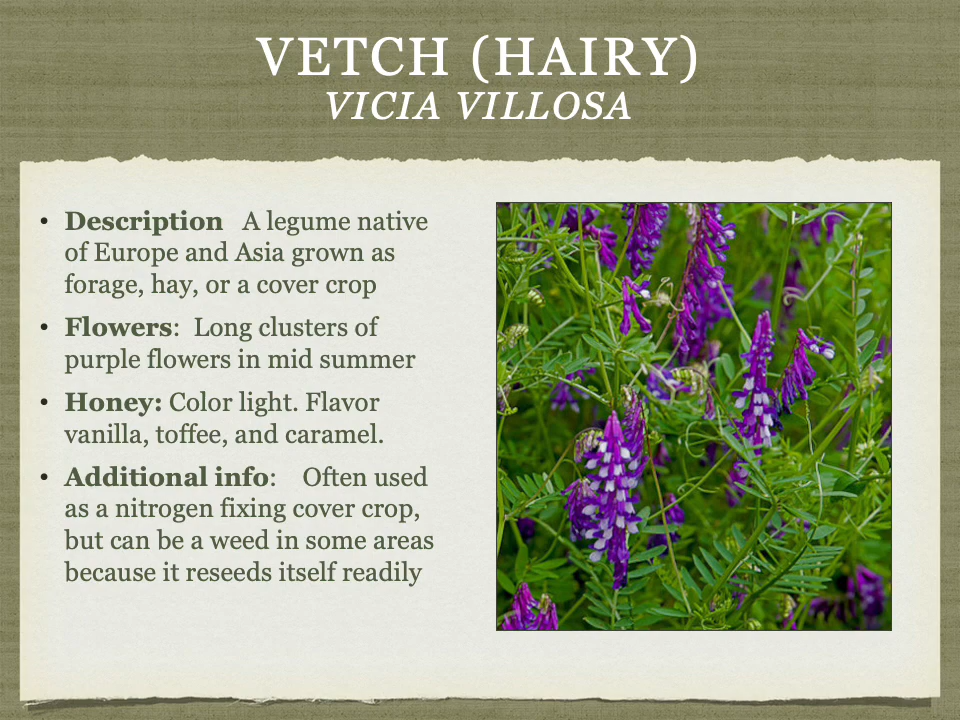 VETCH (HAIRY)
VICIA VILLOSA
• Description   A legume native
of Europe and Asia grown as
forage, hay, or a cover crop
• Flowers:  Long clusters of
purple flowers in mid summer
• Honey: Color light. Flavor
vanilla, toffee, and caramel.
• Additional info:    Often used
as a nitrogen fixing cover crop,
but can be a weed in some areas
because it reseeds itself readily